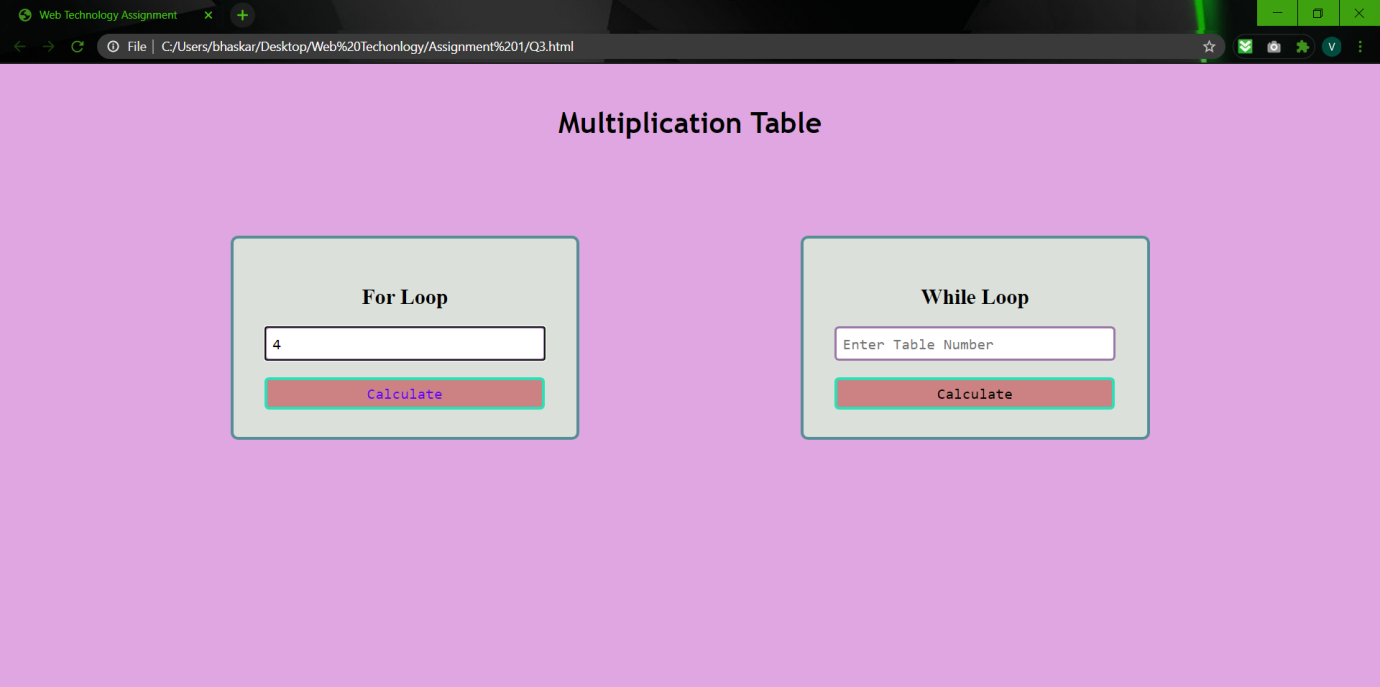 Web Technology Assignment
File | C:/Users/bhaskar/Desktop/Web%20Techonlogy/Assignment%201/Q3.html
V
Multiplication Table
For Loop
4
Calculate
While Loop
Enter Table Number
Calculate